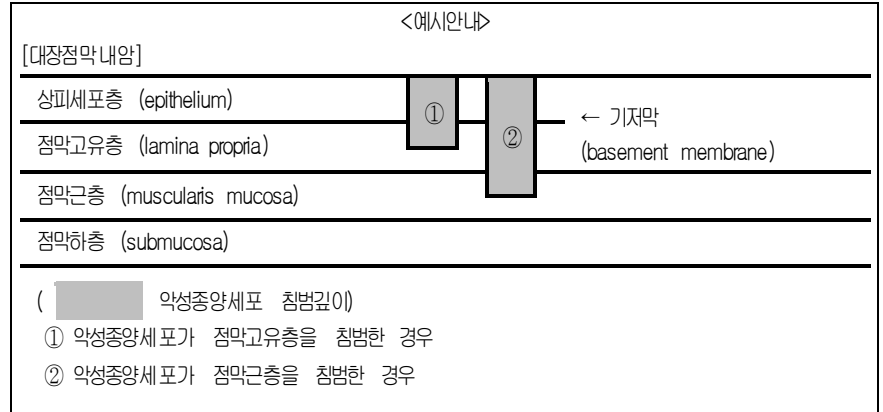 <예시안내>
[대장점막내암]
상피세포층 (epithelium)
①
← 기저막
점막고유층 (lamina propria)
②
(basement membrane)
점막근층 (muscularis mucosa)
점막하층 (submucosa)
( 악성종양세포 침범깊이)
① 악성종양세포가 점막고유층을 침범한 경우
② 악성종양세포가 점막근층을 침범한 경우